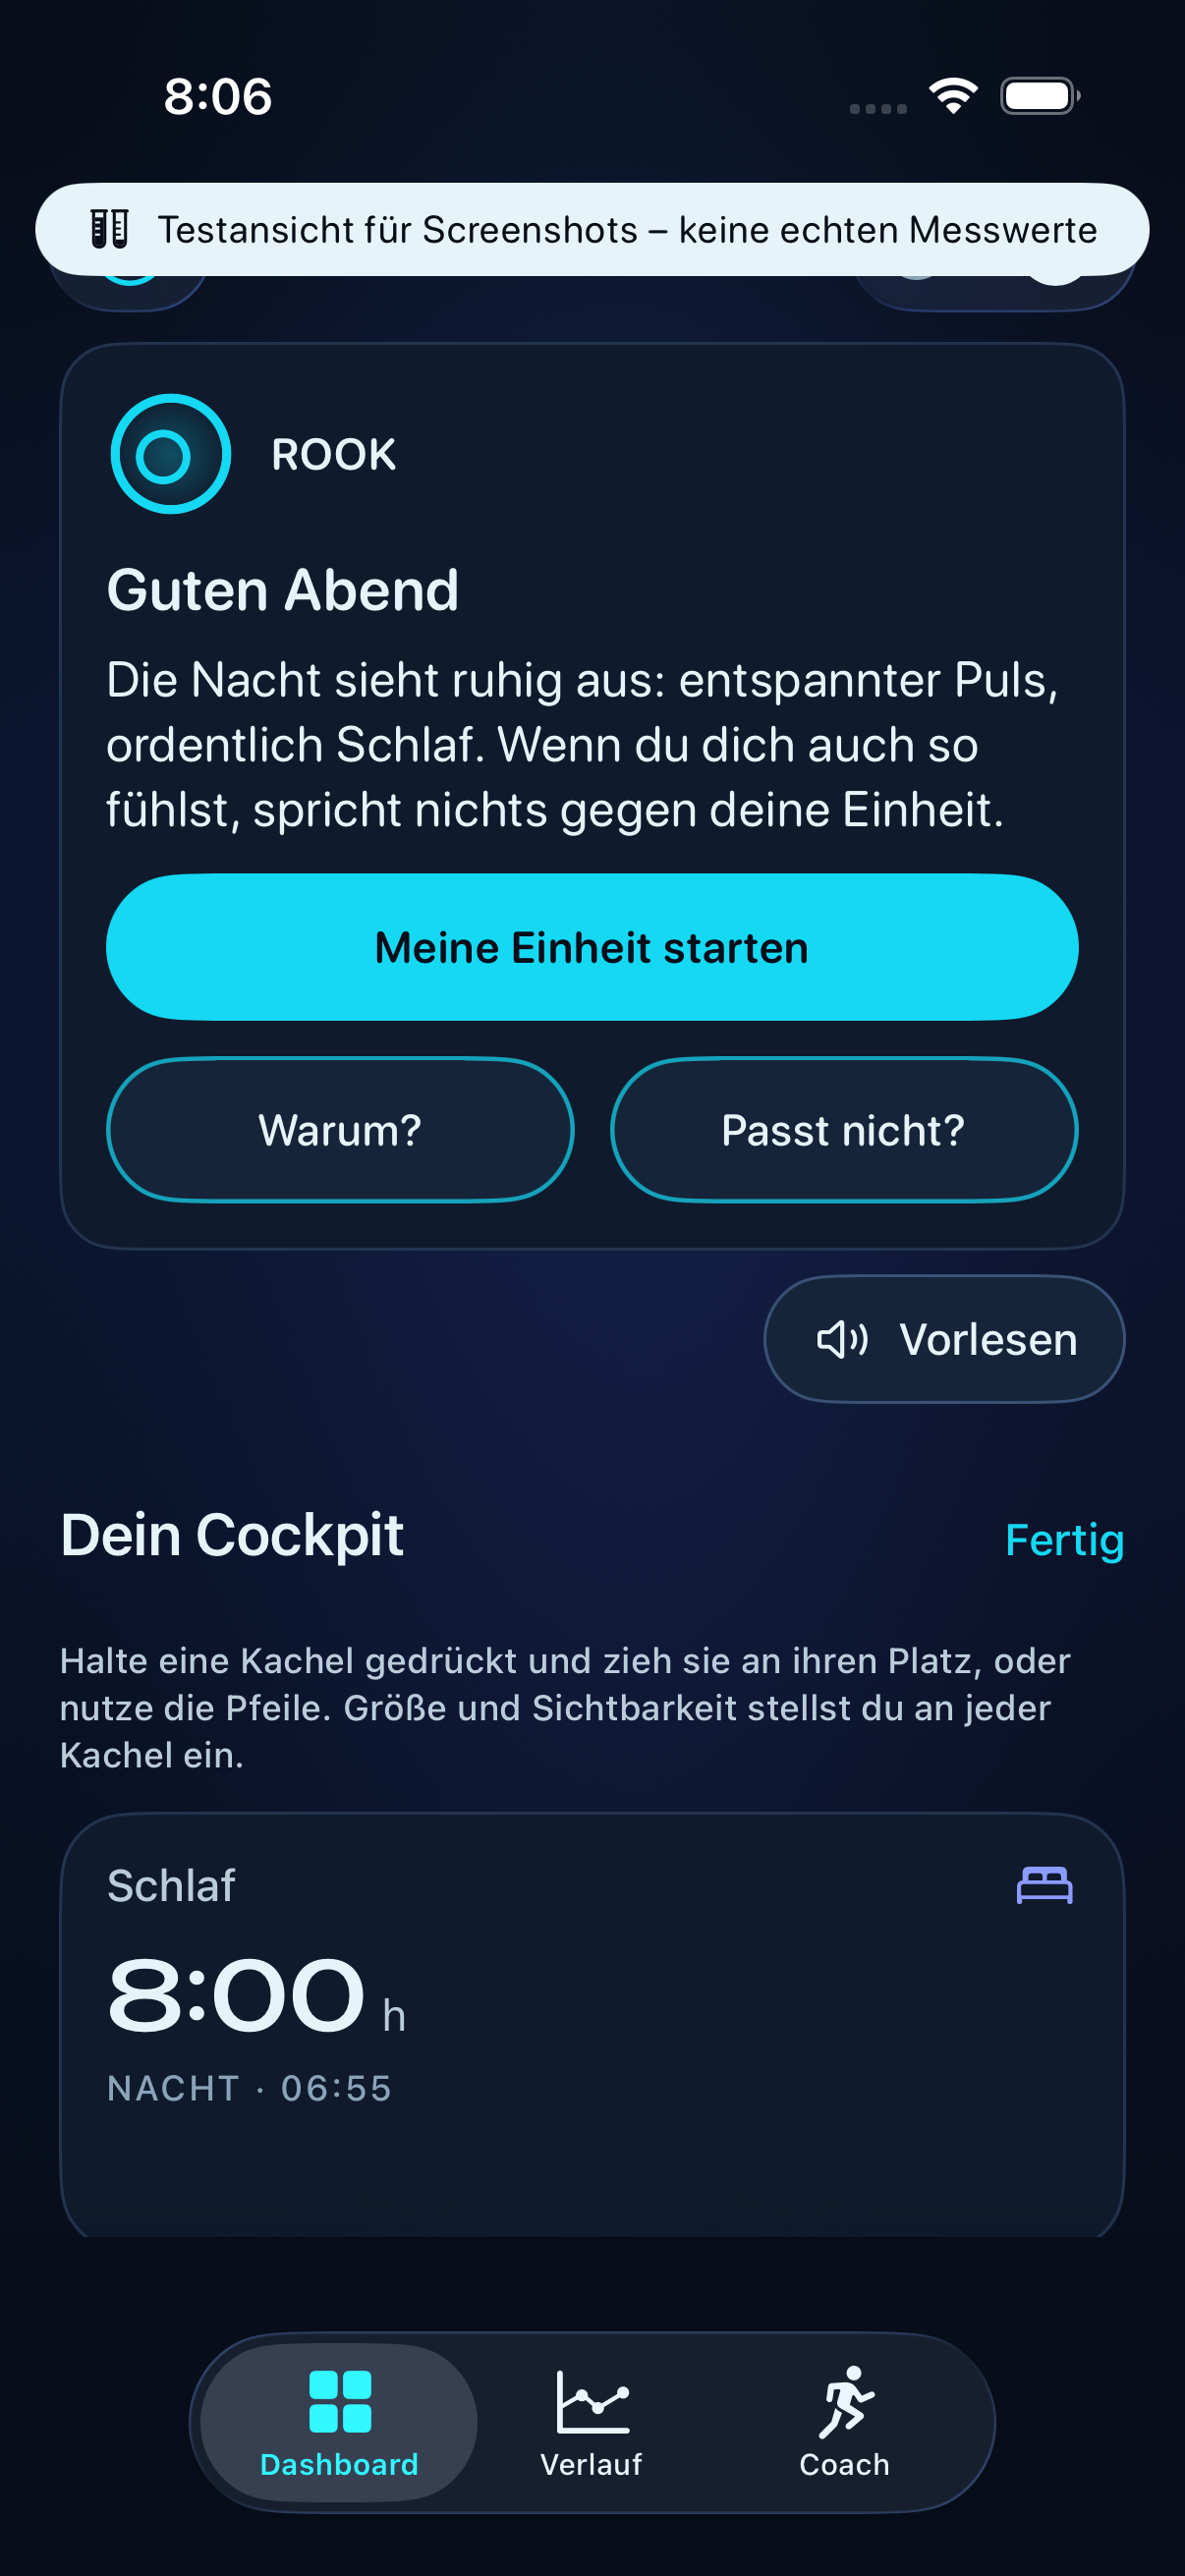 8:06
Testansicht für Screenshots – keine echten Messwerte
ROOK
Guten Abend
Die Nacht sieht ruhig aus: entspannter Puls,
ordentlich Schlaf. Wenn du dich auch so
fühlst, spricht nichts gegen deine Einheit.
Meine Einheit starten
Warum?
Passt nicht?
Vorlesen
Dein Cockpit
Fertig
Halte eine Kachel gedrückt und zieh sie an ihren Platz, oder
nutze die Pfeile. Größe und Sichtbarkeit stellst du an jeder
Kachel ein.
Schlaf
8:00 h
NACHT · 06:55
Dashboard
Verlauf
Coach